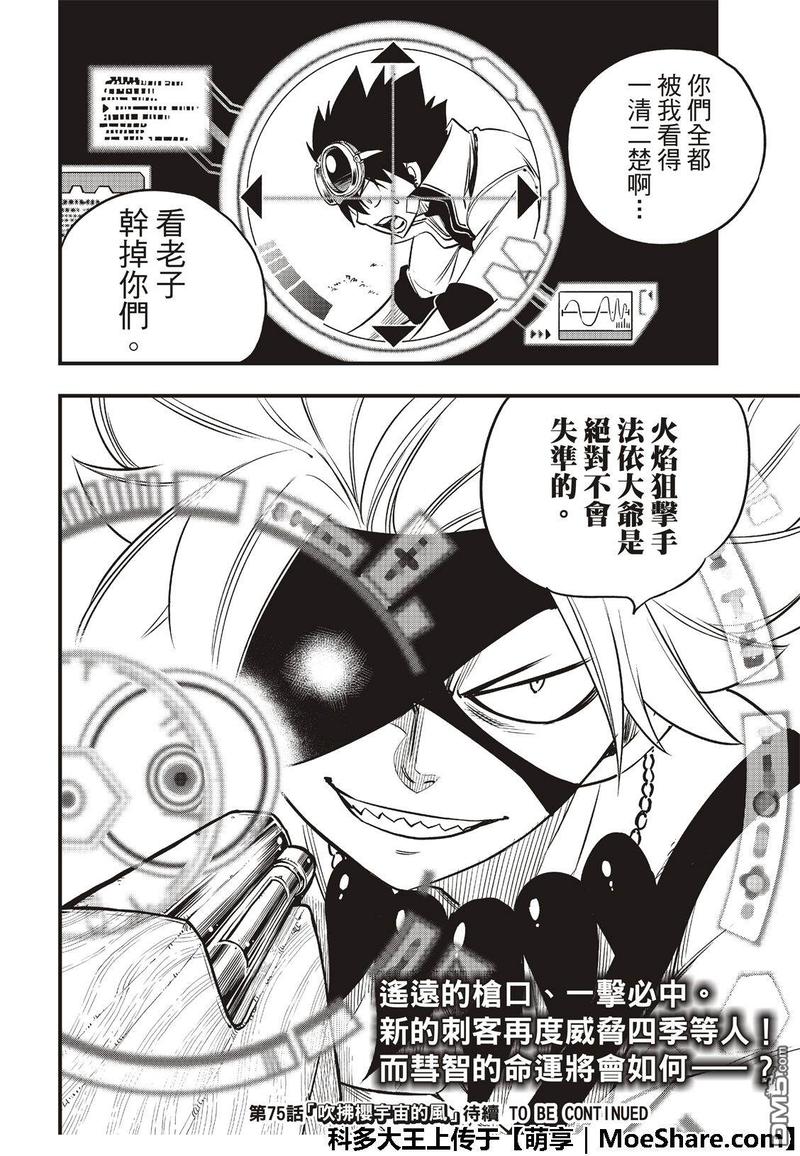 你們全都
被我看得
一清二楚啊…
看老子
幹掉你們。
火焰狙擊手
法依大爺是
絕對不會
失準的。
遙遠的槍口、一擊必中。
新的刺客再度威脅四季等人!
而彗智的命運將會如何——?
第75話「吹拂櫻宇宙的風」待續 TO BE CONTINUED
科多大王上传于【萌享 | MoeShare.com】
DM5.com